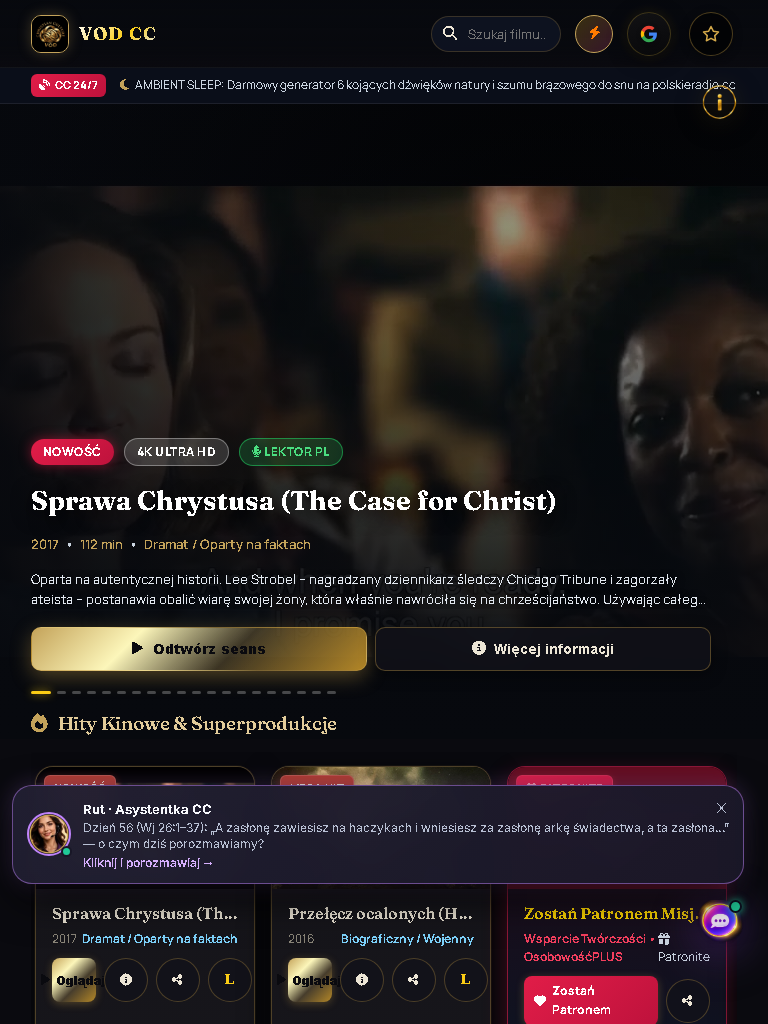 VOD
VOD CC
Szukaj filmu..
CC 24/7
AMBIENT SLEEP: Darmowy generator 6 kojących dźwięków natury i szumu brązowego do snu na polskieradio.cc
NOWOŚĆ
4K ULTRA HD
LEKTOR PL
Sprawa Chrystusa (The Case for Christ)
2017 • 112 min • Dramat / Oparty na faktach
Oparta na autentycznej historii. Lee Strobel – nagradzany dziennikarz śledczy Chicago Tribune i zagorzały
ateista – postanawia obalić wiarę swojej żony, która właśnie nawróciła się na chrześcijaństwo. Używając całeg...
I promise you
Odtwórz seans
Więcej informacji
Hity Kinowe & Superprodukcje
Rut · Asystentka CC
Dzień 56 (Wj 26:1–37): „A zasłonę zawiesisz na haczykach i wniesiesz za zasłonę arkę świadectwa, a ta zasłona..."
— o czym dziś porozmawiamy?
Kliknij i porozmawiaj →
Sprawa Chrystusa (Th...
2017 Dramat / Oparty na faktach
Ogląda
L
Przełęcz ocalonych (H...
2016 Biograficzny / Wojenny
Ogląda
L
Zostań Patronem Misj.
Wsparcie Twórczości •
OsobowośćPLUS
Patronite
Zostań
Patronem